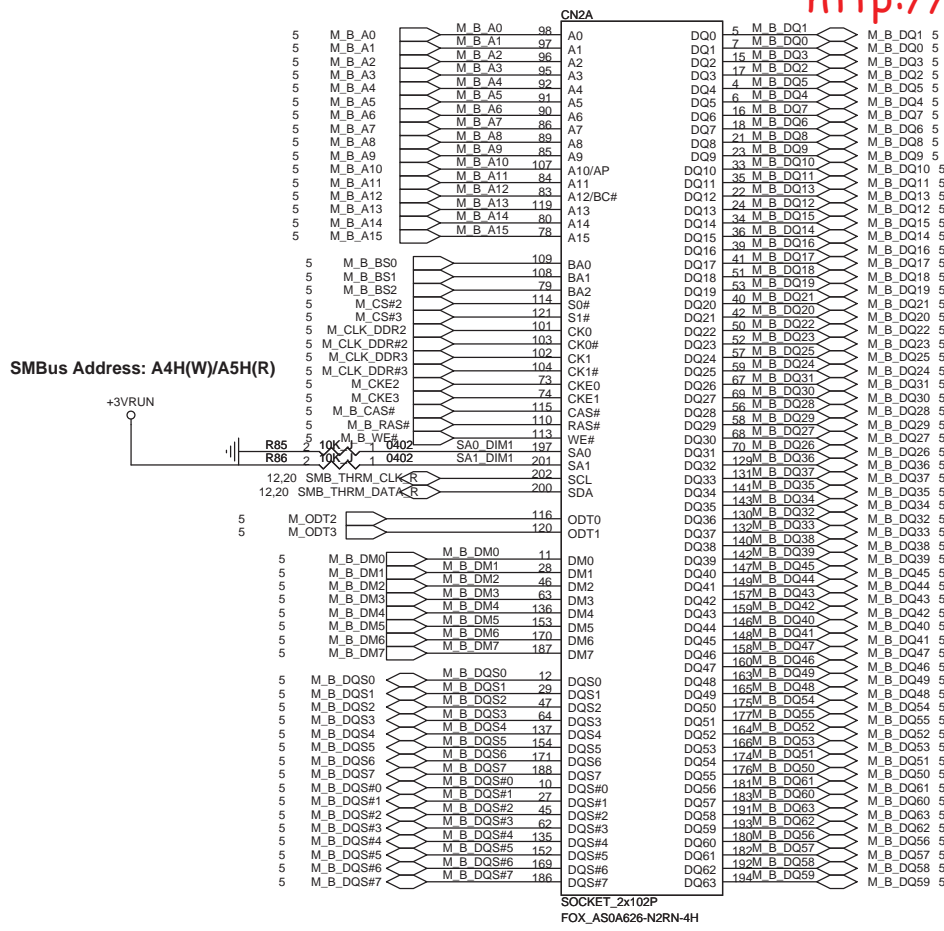 CN2A
5 M_B_A0 M_B_A0 98 A0
5 M_B_A1 M_B_A1 97 A1
5 M_B_A2 M_B_A2 96 A2
5 M_B_A3 M_B_A3 95 A3
5 M_B_A4 M_B_A4 92 A4
5 M_B_A5 M_B_A5 91 A5
5 M_B_A6 M_B_A6 90 A6
5 M_B_A7 M_B_A7 86 A7
5 M_B_A8 M_B_A8 89 A8
5 M_B_A9 M_B_A9 85 A9
5 M_B_A10 M_B_A10 107 A10/AP
5 M_B_A11 M_B_A11 84 A11
5 M_B_A12 M_B_A12 83 A12/BC#
5 M_B_A13 M_B_A13 119 A13
5 M_B_A14 M_B_A14 80 A14
5 M_B_A15 M_B_A15 78 A15
5 M_B_BS0 109 BA0
5 M_B_BS1 108 BA1
5 M_B_BS2 79 BA2
5 M_CS#2 114 S0#
5 M_CS#3 121 S1#
5 M_CLK_DDR2 101 CK0
5 M_CLK_DDR#2 103 CK0#
5 M_CLK_DDR3 102 CK1
5 M_CLK_DDR#3 104 CK1#
5 M_CKE2 73 CKE0
5 M_CKE3 74 CKE1
5 M_B_CAS# 115 CAS#
5 M_B_RAS# 110 RAS#
5 M_B_WE# 113 WE#
SMBus Address: A4H(W)/A5H(R)
+3VRUN
R85 2 10K J 1 0402 SA0_DIM1 197 SA0
R86 2 10K J 1 0402 SA1_DIM1 201 SA1
12,20 SMB_THRM_CLK_R 202 SCL
12,20 SMB_THRM_DATA_R 200 SDA
5 M_ODT2 116 ODT0
5 M_ODT3 120 ODT1
5 M_B_DM0 M_B_DM0 11 DM0
5 M_B_DM1 M_B_DM1 28 DM1
5 M_B_DM2 M_B_DM2 46 DM2
5 M_B_DM3 M_B_DM3 63 DM3
5 M_B_DM4 M_B_DM4 136 DM4
5 M_B_DM5 M_B_DM5 153 DM5
5 M_B_DM6 M_B_DM6 170 DM6
5 M_B_DM7 M_B_DM7 187 DM7
5 M_B_DQS0 M_B_DQS0 12 DQS0
5 M_B_DQS1 M_B_DQS1 29 DQS1
5 M_B_DQS2 M_B_DQS2 47 DQS2
5 M_B_DQS3 M_B_DQS3 64 DQS3
5 M_B_DQS4 M_B_DQS4 137 DQS4
5 M_B_DQS5 M_B_DQS5 154 DQS5
5 M_B_DQS6 M_B_DQS6 171 DQS6
5 M_B_DQS7 M_B_DQS7 188 DQS7
5 M_B_DQS#0 M_B_DQS#0 10 DQS#0
5 M_B_DQS#1 M_B_DQS#1 27 DQS#1
5 M_B_DQS#2 M_B_DQS#2 45 DQS#2
5 M_B_DQS#3 M_B_DQS#3 62 DQS#3
5 M_B_DQS#4 M_B_DQS#4 135 DQS#4
5 M_B_DQS#5 M_B_DQS#5 152 DQS#5
5 M_B_DQS#6 M_B_DQS#6 169 DQS#6
5 M_B_DQS#7 M_B_DQS#7 186 DQS#7
DQ0 5 M_B_DQ1 M_B_DQ1 5
DQ1 7 M_B_DQ0 M_B_DQ0 5
DQ2 15 M_B_DQ3 M_B_DQ3 5
DQ3 17 M_B_DQ2 M_B_DQ2 5
DQ4 4 M_B_DQ5 M_B_DQ5 5
DQ5 6 M_B_DQ4 M_B_DQ4 5
DQ6 16 M_B_DQ7 M_B_DQ7 5
DQ7 18 M_B_DQ6 M_B_DQ6 5
DQ8 21 M_B_DQ8 M_B_DQ8 5
DQ9 23 M_B_DQ9 M_B_DQ9 5
DQ10 33 M_B_DQ10 M_B_DQ10 5
DQ11 35 M_B_DQ11 M_B_DQ11 5
DQ12 22 M_B_DQ13 M_B_DQ13 5
DQ13 24 M_B_DQ12 M_B_DQ12 5
DQ14 34 M_B_DQ15 M_B_DQ15 5
DQ15 36 M_B_DQ14 M_B_DQ14 5
DQ16 39 M_B_DQ16 M_B_DQ16 5
DQ17 41 M_B_DQ17 M_B_DQ17 5
DQ18 51 M_B_DQ18 M_B_DQ18 5
DQ19 53 M_B_DQ19 M_B_DQ19 5
DQ20 40 M_B_DQ21 M_B_DQ21 5
DQ21 42 M_B_DQ20 M_B_DQ20 5
DQ22 50 M_B_DQ22 M_B_DQ22 5
DQ23 52 M_B_DQ23 M_B_DQ23 5
DQ24 57 M_B_DQ25 M_B_DQ25 5
DQ25 59 M_B_DQ24 M_B_DQ24 5
DQ26 67 M_B_DQ31 M_B_DQ31 5
DQ27 69 M_B_DQ30 M_B_DQ30 5
DQ28 56 M_B_DQ28 M_B_DQ28 5
DQ29 58 M_B_DQ29 M_B_DQ29 5
DQ30 68 M_B_DQ27 M_B_DQ27 5
DQ31 70 M_B_DQ26 M_B_DQ26 5
DQ32 129 M_B_DQ36 M_B_DQ36 5
DQ33 131 M_B_DQ37 M_B_DQ37 5
DQ34 141 M_B_DQ35 M_B_DQ35 5
DQ35 143 M_B_DQ34 M_B_DQ34 5
DQ36 130 M_B_DQ32 M_B_DQ32 5
DQ37 132 M_B_DQ33 M_B_DQ33 5
DQ38 140 M_B_DQ38 M_B_DQ38 5
DQ39 142 M_B_DQ39 M_B_DQ39 5
DQ40 147 M_B_DQ45 M_B_DQ45 5
DQ41 149 M_B_DQ44 M_B_DQ44 5
DQ42 157 M_B_DQ43 M_B_DQ43 5
DQ43 159 M_B_DQ42 M_B_DQ42 5
DQ44 146 M_B_DQ40 M_B_DQ40 5
DQ45 148 M_B_DQ41 M_B_DQ41 5
DQ46 158 M_B_DQ47 M_B_DQ47 5
DQ47 160 M_B_DQ46 M_B_DQ46 5
DQ48 163 M_B_DQ49 M_B_DQ49 5
DQ49 165 M_B_DQ48 M_B_DQ48 5
DQ50 175 M_B_DQ54 M_B_DQ54 5
DQ51 177 M_B_DQ55 M_B_DQ55 5
DQ52 164 M_B_DQ52 M_B_DQ52 5
DQ53 166 M_B_DQ53 M_B_DQ53 5
DQ54 174 M_B_DQ51 M_B_DQ51 5
DQ55 176 M_B_DQ50 M_B_DQ50 5
DQ56 181 M_B_DQ61 M_B_DQ61 5
DQ57 183 M_B_DQ60 M_B_DQ60 5
DQ58 191 M_B_DQ63 M_B_DQ63 5
DQ59 193 M_B_DQ62 M_B_DQ62 5
DQ60 180 M_B_DQ56 M_B_DQ56 5
DQ61 182 M_B_DQ57 M_B_DQ57 5
DQ62 192 M_B_DQ58 M_B_DQ58 5
DQ63 194 M_B_DQ59 M_B_DQ59 5
SOCKET_2x102P
FOX_AS0A626-N2RN-4H